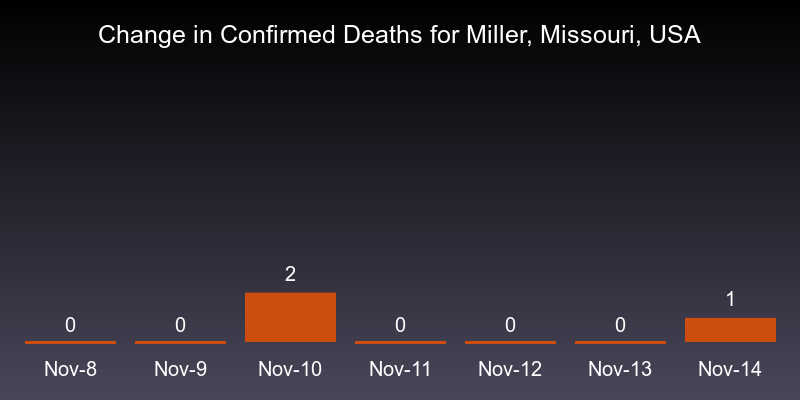 Change in Confirmed Deaths for Miller, Missouri, USA
2
1
0 0 0 0 0
Nov-8 Nov-9 Nov-10 Nov-11 Nov-12 Nov-13 Nov-14